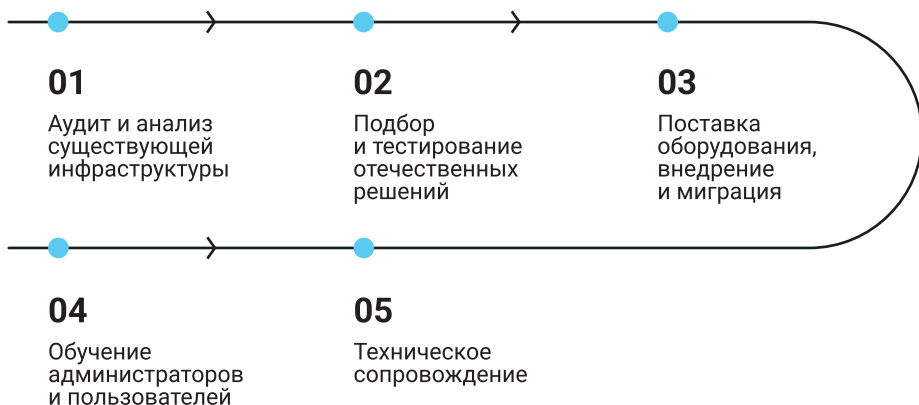 01
Аудит и анализ
существующей
инфраструктуры
02
Подбор
и тестирование
отечественных
решений
03
Поставка
оборудования,
внедрение
и миграция
04
Обучение
администраторов
и пользователей
05
Техническое
сопровождение